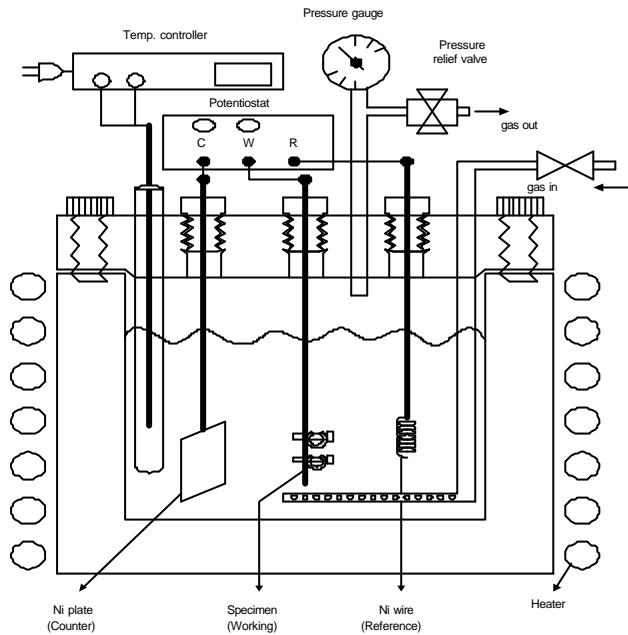 Pressure gauge
Temp. controller
Pressure
relief valve
Potentiostat
gas out
C W R
gas in
Ni plate
(Counter)
Specimen
(Working)
Ni wire
(Reference)
Heater